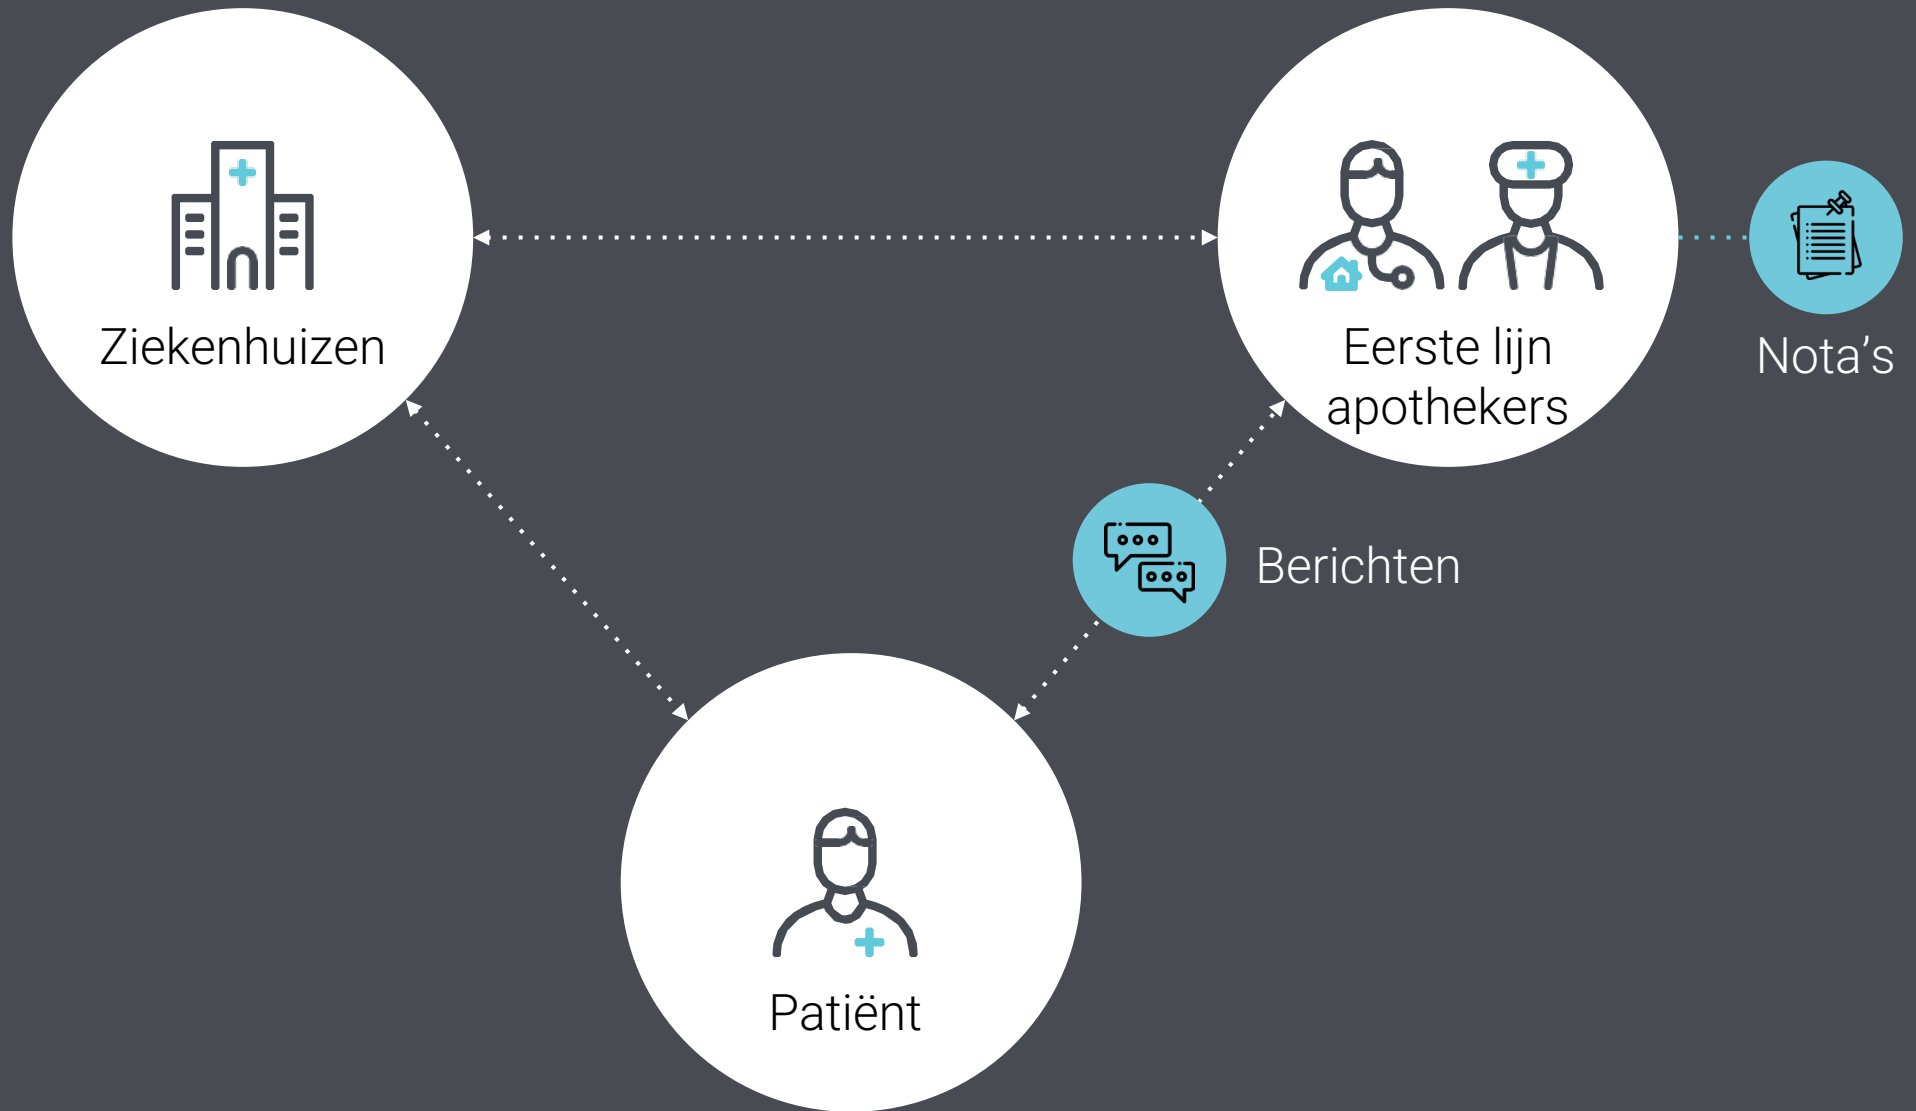 Ziekenhuizen
Eerste lijn
apothekers
Nota’s
Berichten
Patiënt